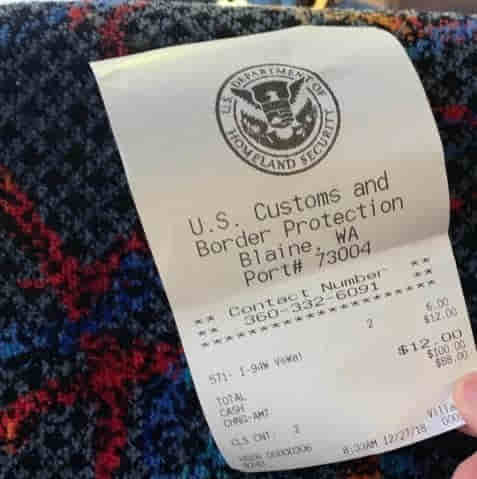 U.S. DEPARTMENT OF
HOMELAND SECURITY
U.S. Customs and
Border Protection
Blaine, WA
Port# 73004
** Contact Number **
** 360-332-6091 **
********************
2 6.00
571- I-94W VWwal $12.00
TOTAL $12.00
CASH $100.00
CHNG-AMT $88.00
CLS CNT: 2
8:33AM 12/27/18